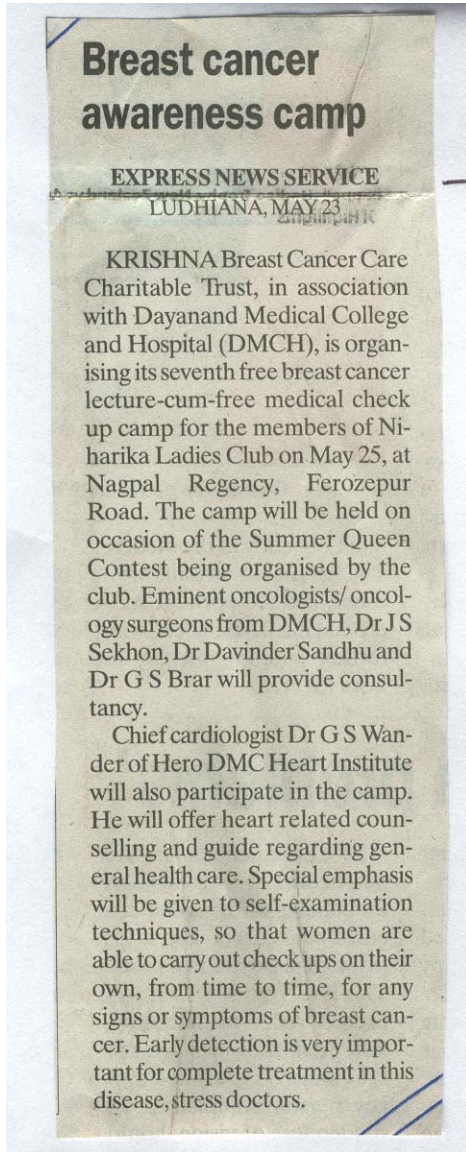 Breast cancer
awareness camp
EXPRESS NEWS SERVICE
LUDHIANA, MAY 23
KRISHNA Breast Cancer Care
Charitable Trust, in association
with Dayanand Medical College
and Hospital (DMCH), is organ-
ising its seventh free breast cancer
lecture-cum-free medical check
up camp for the members of Ni-
harika Ladies Club on May 25, at
Nagpal Regency, Ferozepur
Road. The camp will be held on
occasion of the Summer Queen
Contest being organised by the
club. Eminent oncologists/ oncol-
ogy surgeons from DMCH, Dr J S
Sekhon, Dr Davinder Sandhu and
Dr G S Brar will provide consul-
tancy.
Chief cardiologist Dr G S Wan-
der of Hero DMC Heart Institute
will also participate in the camp.
He will offer heart related coun-
selling and guide regarding gen-
eral health care. Special emphasis
will be given to self-examination
techniques, so that women are
able to carry out check ups on their
own, from time to time, for any
signs or symptoms of breast can-
cer. Early detection is very impor-
tant for complete treatment in this
disease, stress doctors.